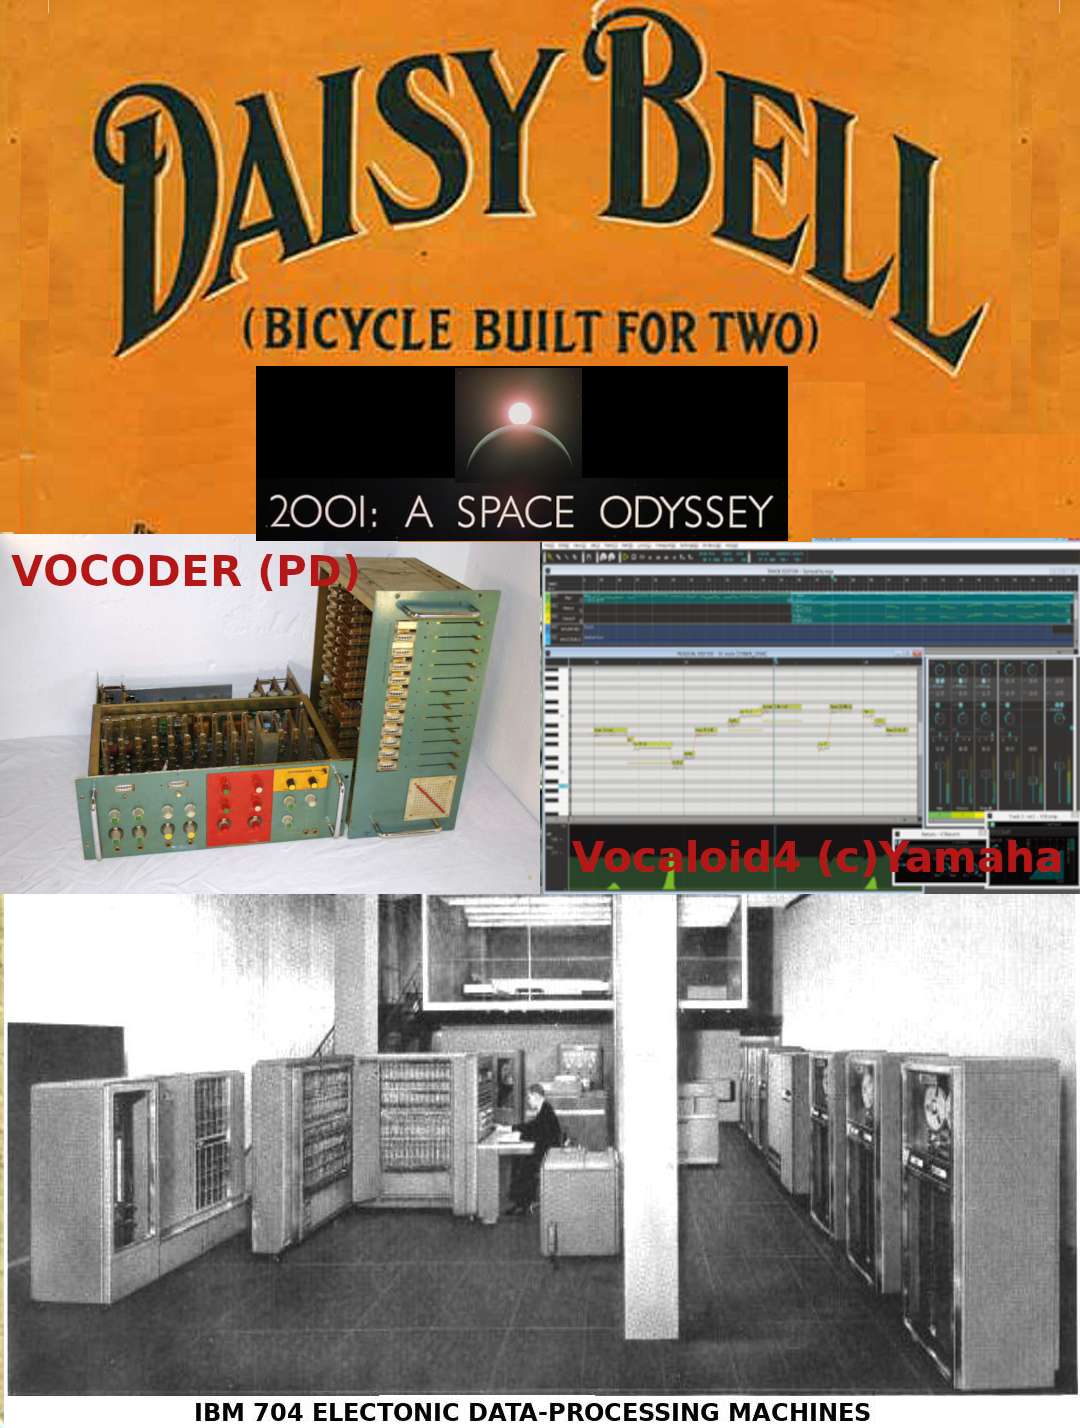 DAISY BELL
(BICYCLE BUILT FOR TWO)
2001: A SPACE ODYSSEY
VOCODER (PD)
Vocaloid4 (c)Yamaha
IBM 704 ELECTONIC DATA-PROCESSING MACHINES